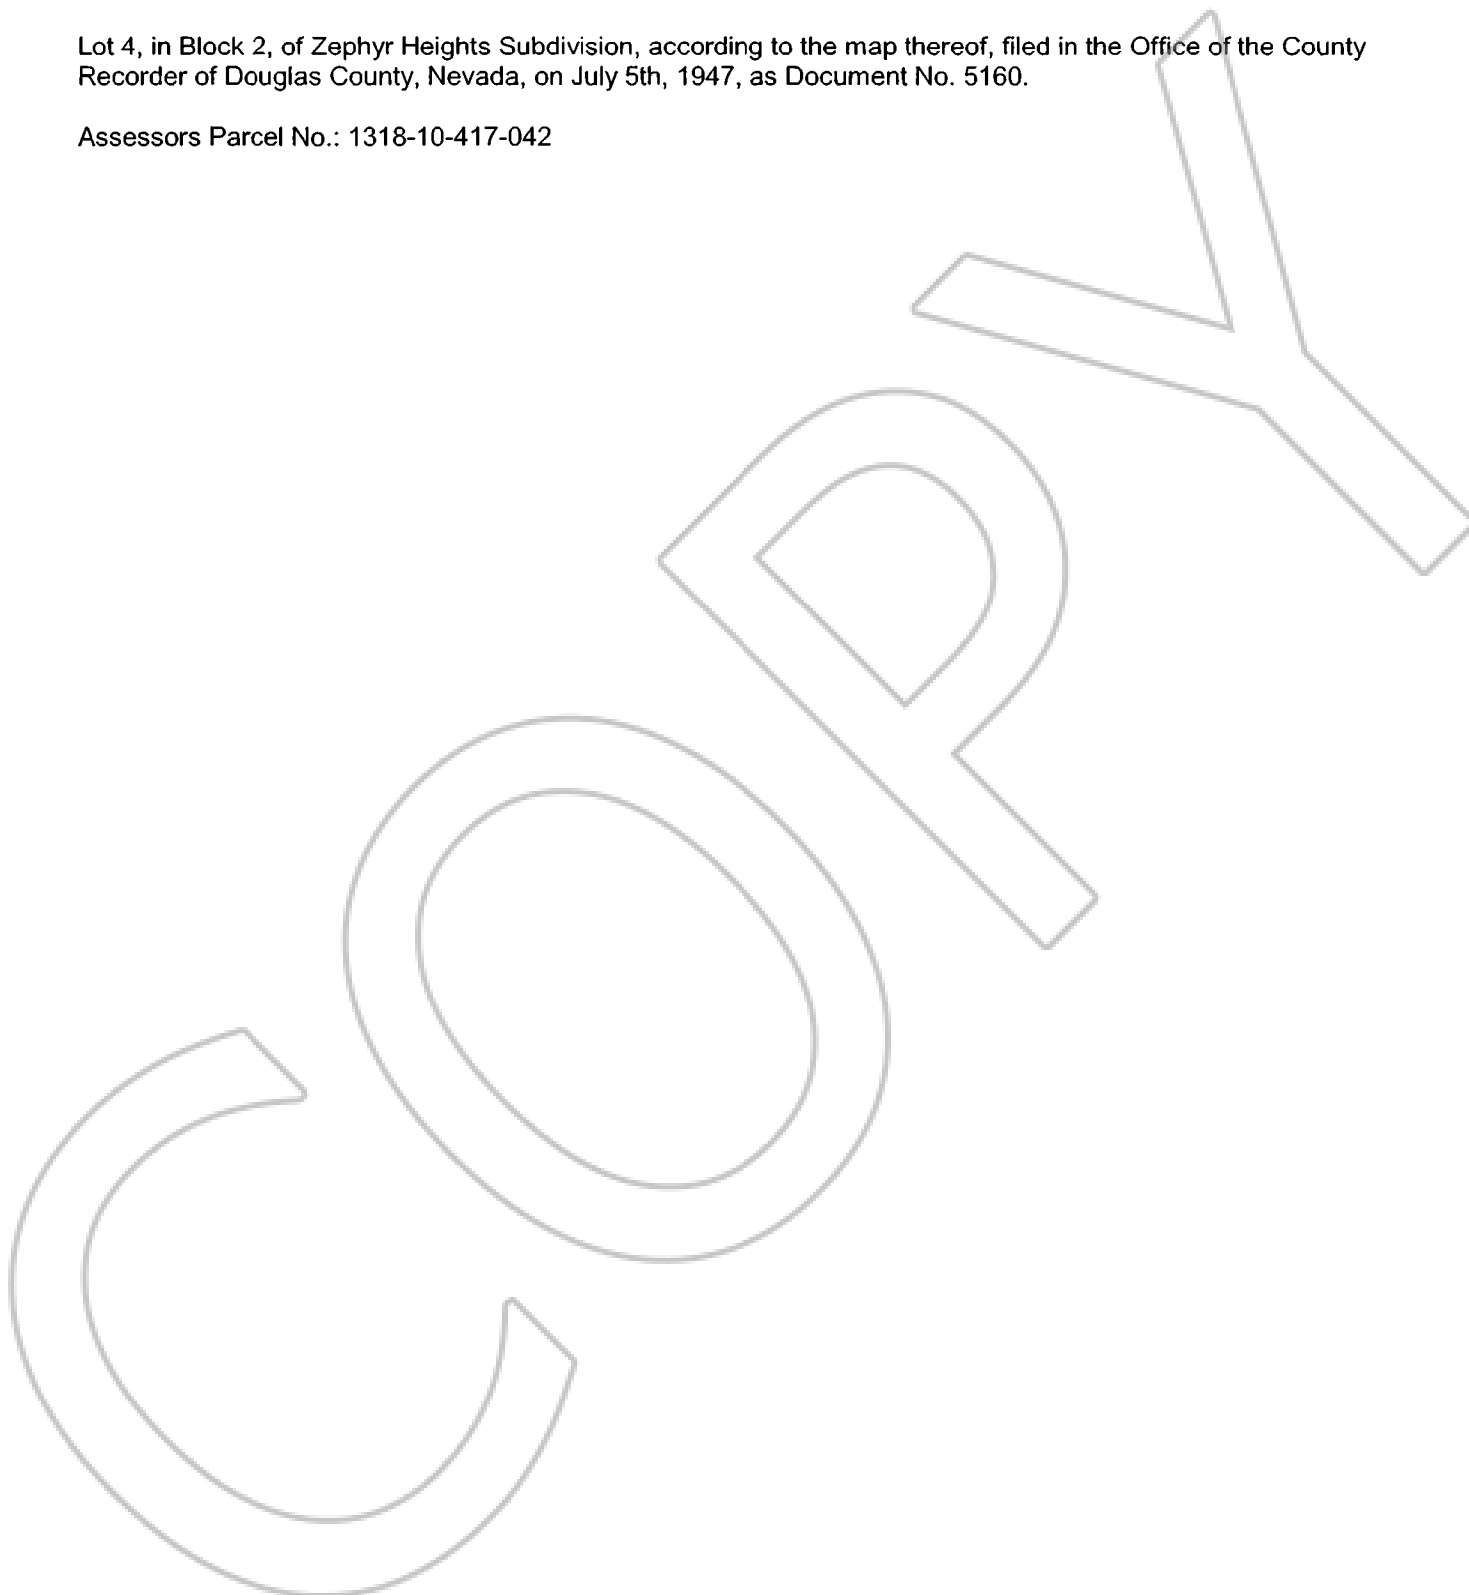 Lot 4, in Block 2, of Zephyr Heights Subdivision, according to the map thereof, filed in the Office of the County
Recorder of Douglas County, Nevada, on July 5th, 1947, as Document No. 5160.
Assessors Parcel No.: 1318-10-417-042
COPY